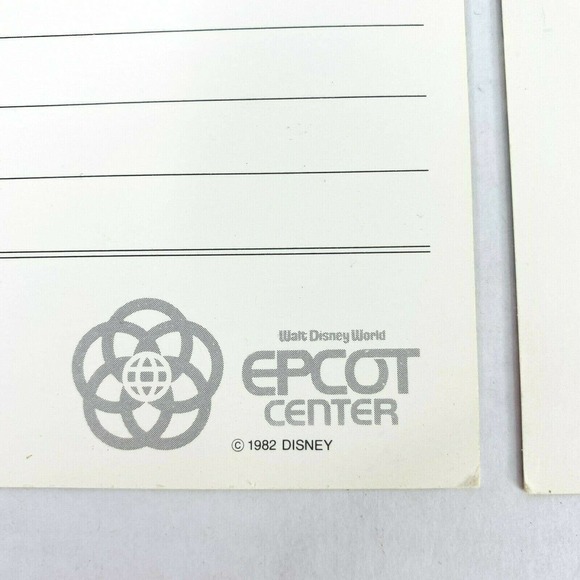 Walt Disney World
EPCOT
CENTER
© 1982 DISNEY